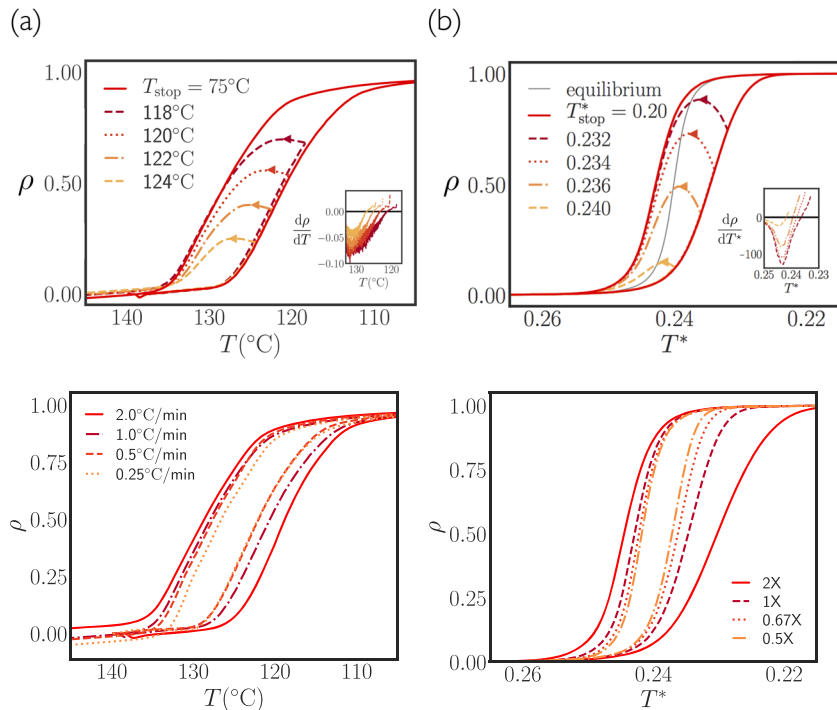 (a)
(b)
1.00
0.50
0.00
ρ
T_stop = 75°C
118°C
120°C
122°C
124°C
dρ
dT
0.00
−0.05
−0.10
130
120
T(°C)
140
130
120
110
T(°C)
1.00
0.50
0.00
ρ
equilibrium
T*_stop = 0.20
0.232
0.234
0.236
0.240
dρ
dT*
0
-100
0.25
0.24
0.23
T*
0.26
0.24
0.22
T*
1.00
0.75
0.50
0.25
0.00
ρ
2.0°C/min
1.0°C/min
0.5°C/min
0.25°C/min
140
130
120
110
T(°C)
1.00
0.75
0.50
0.25
0.00
ρ
2X
1X
0.67X
0.5X
0.26
0.24
0.22
T*